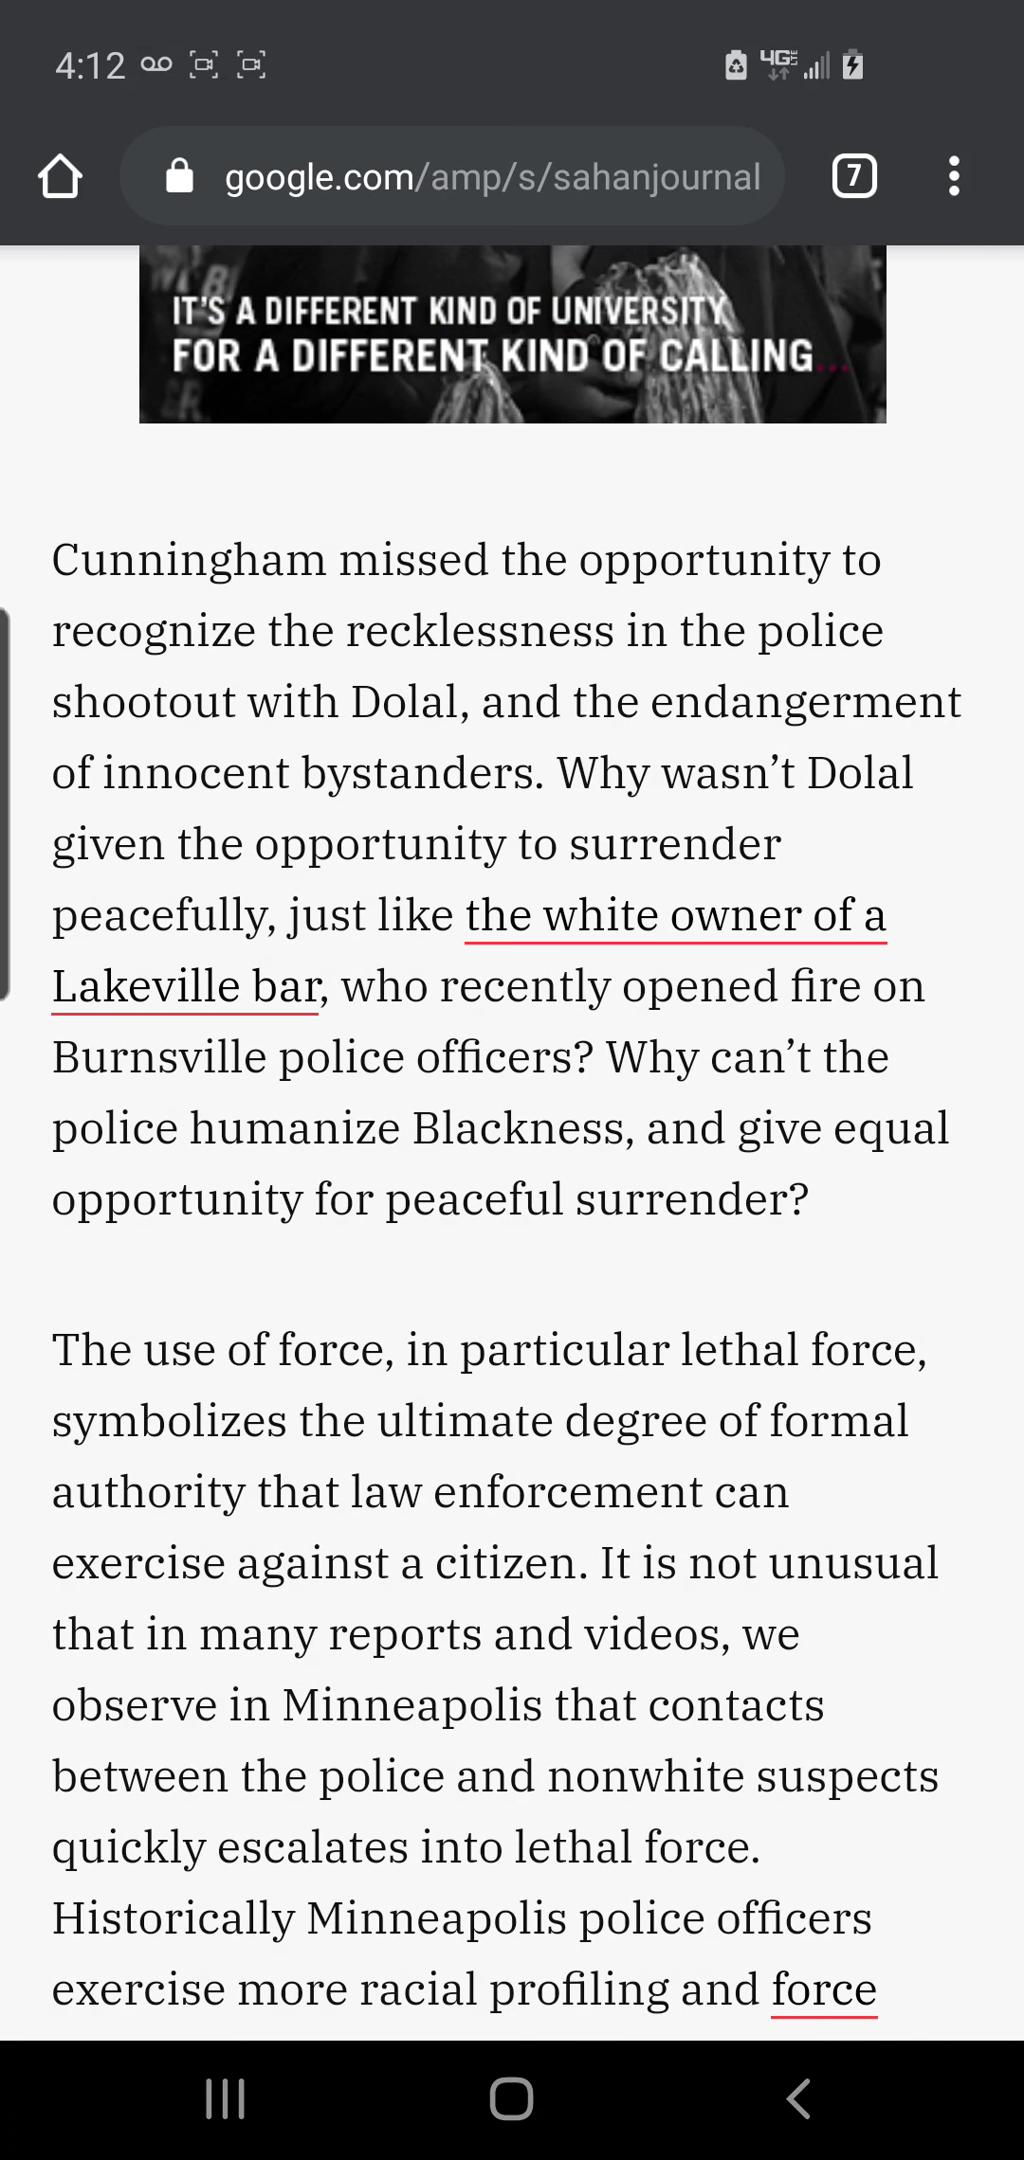 4:12
4G LTE
google.com/amp/s/sahanjournal
7
IT'S A DIFFERENT KIND OF UNIVERSITY
FOR A DIFFERENT KIND OF CALLING...
Cunningham missed the opportunity to
recognize the recklessness in the police
shootout with Dolal, and the endangerment
of innocent bystanders. Why wasn’t Dolal
given the opportunity to surrender
peacefully, just like the white owner of a
Lakeville bar, who recently opened fire on
Burnsville police officers? Why can’t the
police humanize Blackness, and give equal
opportunity for peaceful surrender?
The use of force, in particular lethal force,
symbolizes the ultimate degree of formal
authority that law enforcement can
exercise against a citizen. It is not unusual
that in many reports and videos, we
observe in Minneapolis that contacts
between the police and nonwhite suspects
quickly escalates into lethal force.
Historically Minneapolis police officers
exercise more racial profiling and force